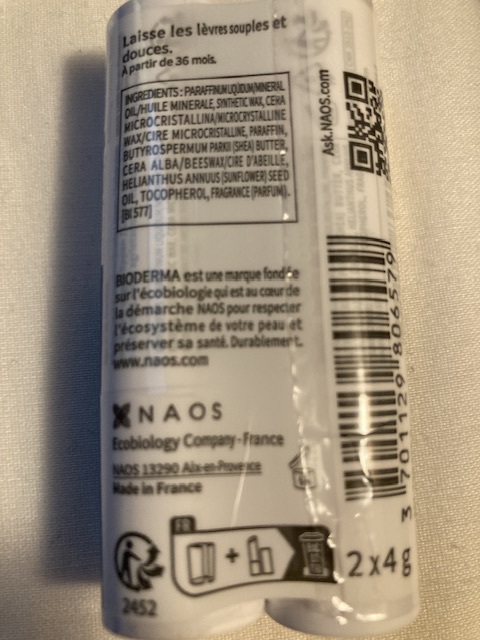 Laisse les lèvres souples et
douces.
À partir de 36 mois.
INGREDIENTS : PARAFFINUM LIQUIDUM/MINERAL
OIL/HUILE MINERALE, SYNTHETIC WAX, CERA
MICROCRISTALLINA/MICROCRYSTALLINE
WAX/CIRE MICROCRISTALLINE, PARAFFIN,
BUTYROSPERMUM PARKII (SHEA) BUTTER,
CERA ALBA/BEESWAX/CIRE D'ABEILLE,
HELIANTHUS ANNUUS (SUNFLOWER) SEED
OIL, TOCOPHEROL, FRAGRANCE (PARFUM).
[BI 577]
BIODERMA est une marque fondée
sur l'écobiologie qui est au cœur de
la démarche NAOS pour respecter
l'écosystème de votre peau et
préserver sa santé. Durablement.
www.naos.com
NAOS
Ecobiology Company - France
NAOS 13290 Aix-en-Provence
Made in France
FR
+
2452
2 x 4 g
Ask.NAOS.com
3 701129 806579